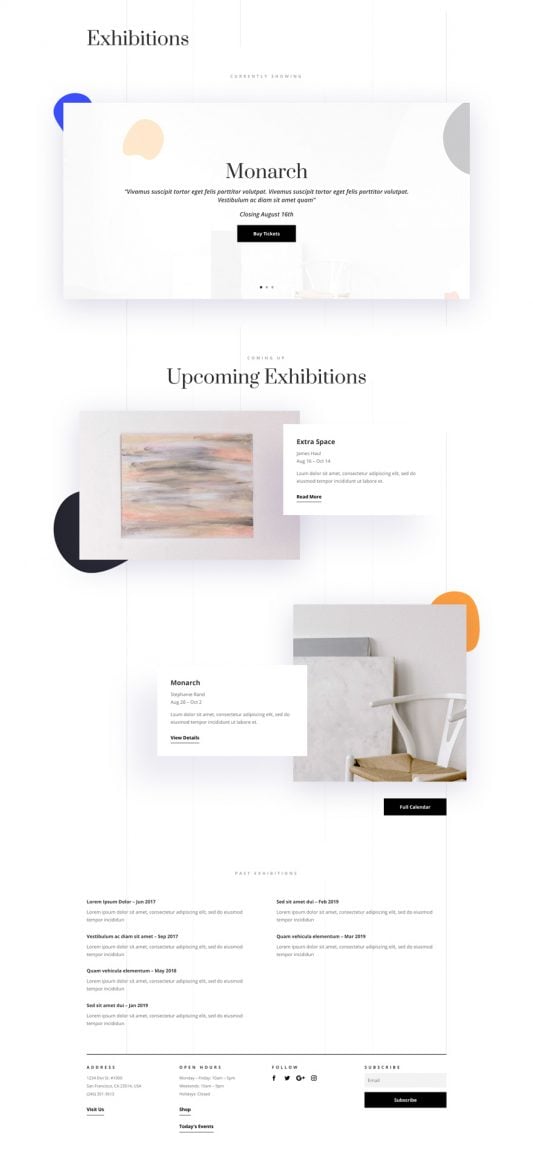 Exhibitions
CURRENTLY SHOWING
Monarch
"Vivamus suscipit tortor eget felis porttitor volutpat. Vivamus suscipit tortor eget felis porttitor volutpat.
Vestibulum ac diam sit amet quam"
Closing August 16th
Buy Tickets
COMING UP
Upcoming Exhibitions
Extra Space
James Haul
Aug 10 – Oct 14
Lorem dolor sit amet, consectetur adipiscing elit, sed do
eiusmod tempor incididunt ut labore et.
Read More
Monarch
Stephanie Rand
Aug 20 – Oct 2
Lorem dolor sit amet, consectetur adipiscing elit, sed do
eiusmod tempor incididunt ut labore et.
View Details
Full Calendar
PAST EXHIBITIONS
Lorem Ipsum Dolor – Jun 2017
Lorem ipsum dolor sit amet, consectetur adipiscing elit, sed do eiusmod
tempor incididun
Vestibulum ac diam sit amet – Sep 2017
Lorem ipsum dolor sit amet, consectetur adipiscing elit, sed do eiusmod
tempor incididun
Quam vehicula elementum – May 2018
Lorem ipsum dolor sit amet, consectetur adipiscing elit, sed do eiusmod
tempor incididun
Sed sit amet dui – Jan 2019
Lorem ipsum dolor sit amet, consectetur adipiscing elit, sed do eiusmod
tempor incididun
Sed sit amet dui – Feb 2019
Lorem ipsum dolor sit amet, consectetur adipiscing elit, sed do eiusmod
tempor incididun
Quam vehicula elementum – Mar 2019
Lorem ipsum dolor sit amet, consectetur adipiscing elit, sed do eiusmod
tempor incididun
ADDRESS
1234 Divi St. #1000
San Francisco, CA 23514, USA
Visit Us
OPEN HOURS
Monday – Friday: 10am – 5pm
Weekends: 10am – 9pm
Holidays: Closed
Shop
Today's Events
FOLLOW
SUBSCRIBE
Email
Subscribe